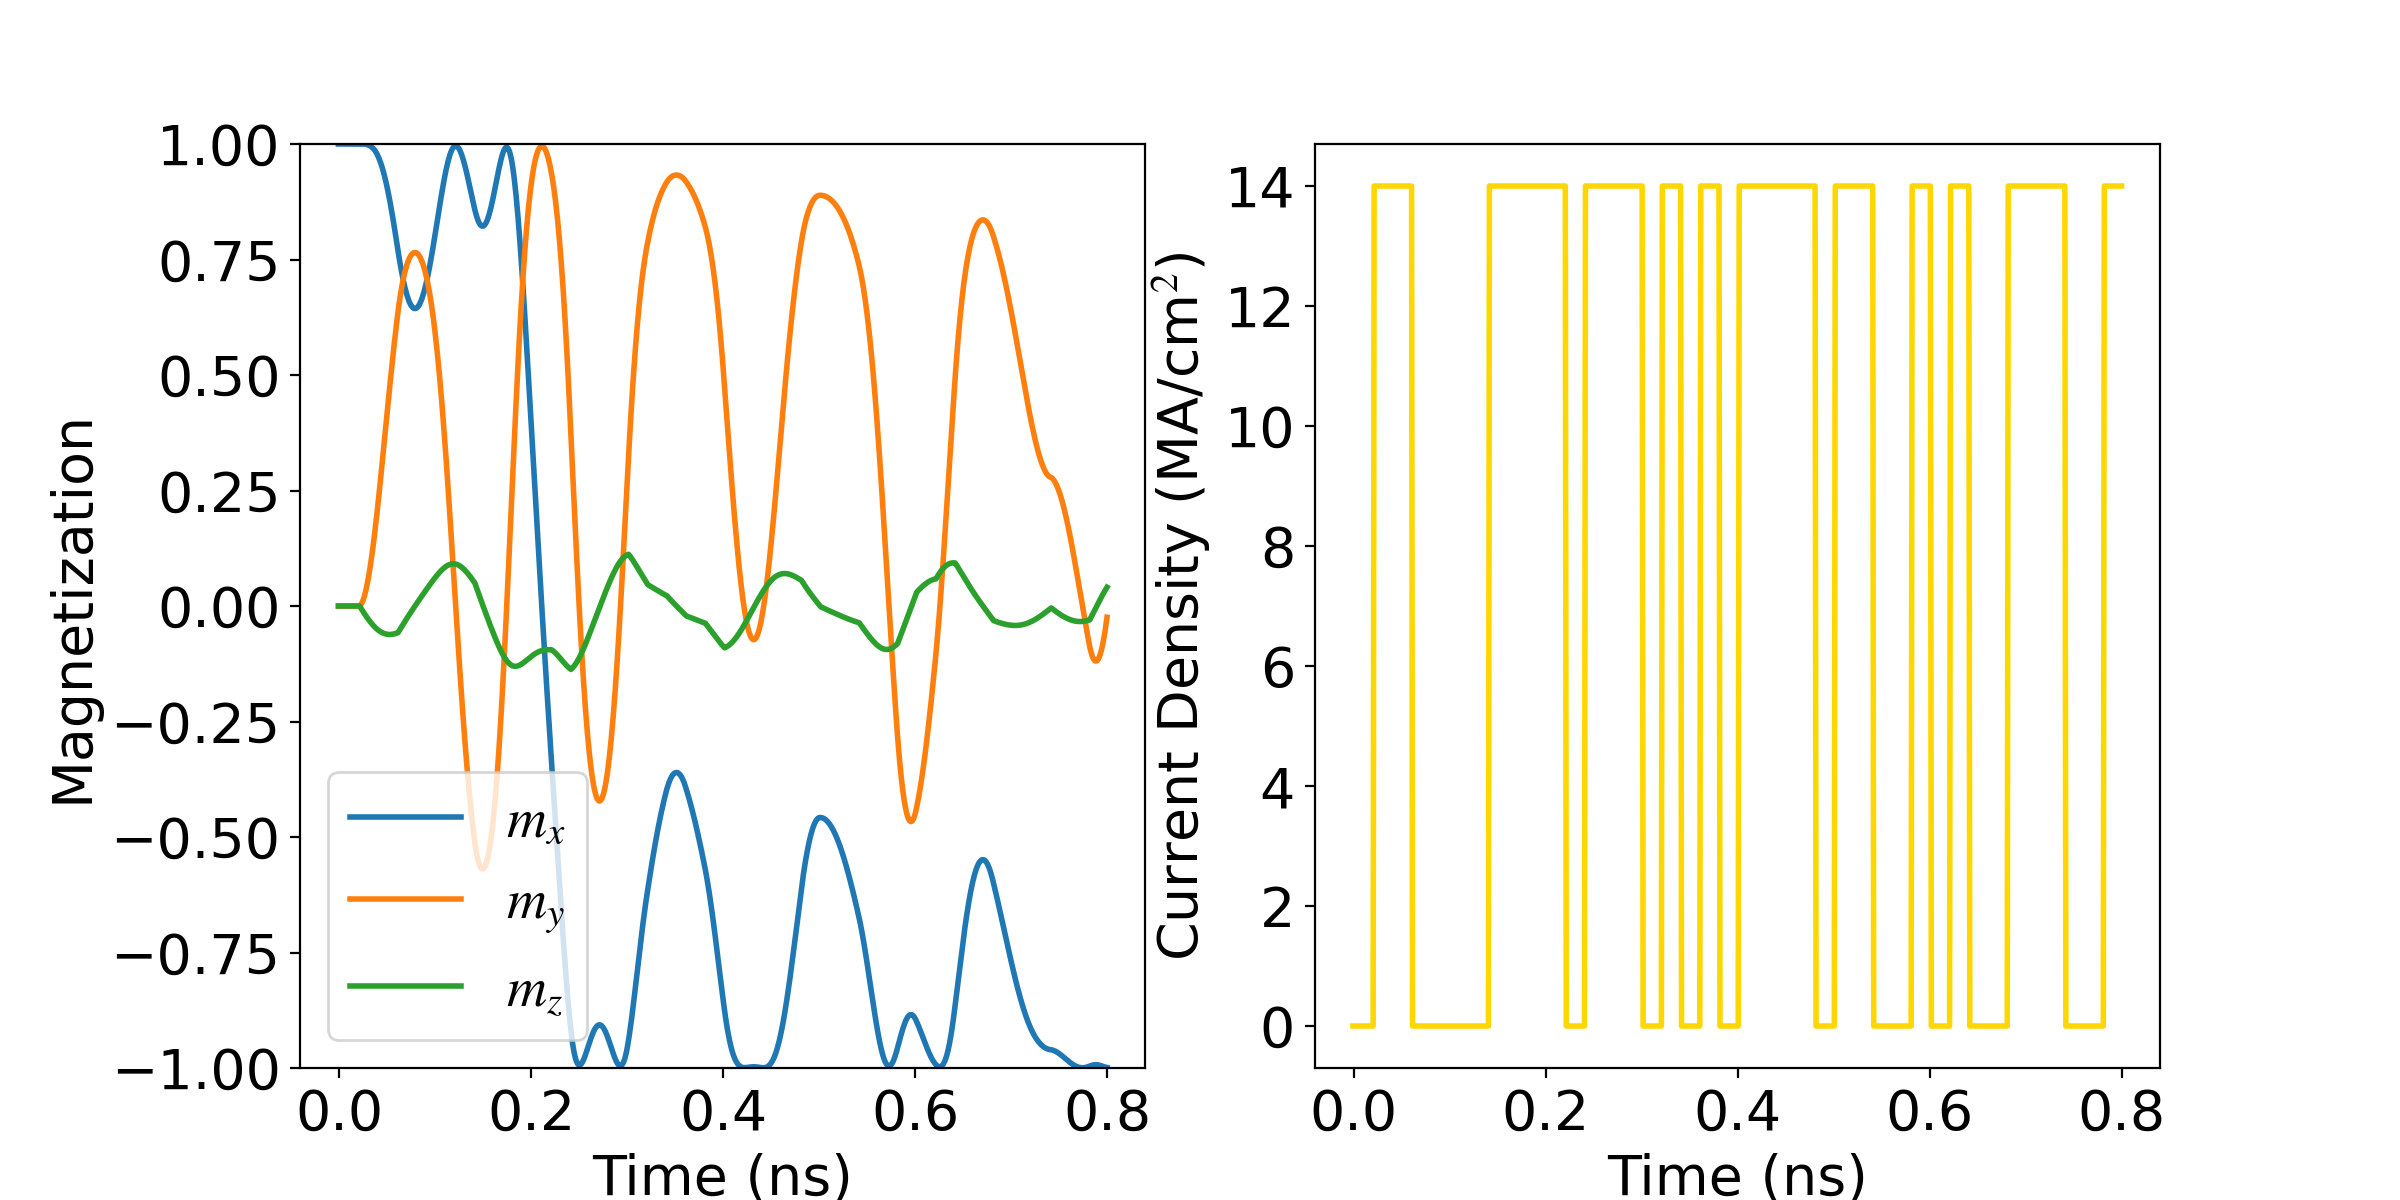 Magnetization
1.00
0.75
0.50
0.25
0.00
−0.25
−0.50
−0.75
−1.00
m_x
m_y
m_z
0.0 0.2 0.4 0.6 0.8
Time (ns)
Current Density (MA/cm²)
14
12
10
8
6
4
2
0
0.0 0.2 0.4 0.6 0.8
Time (ns)